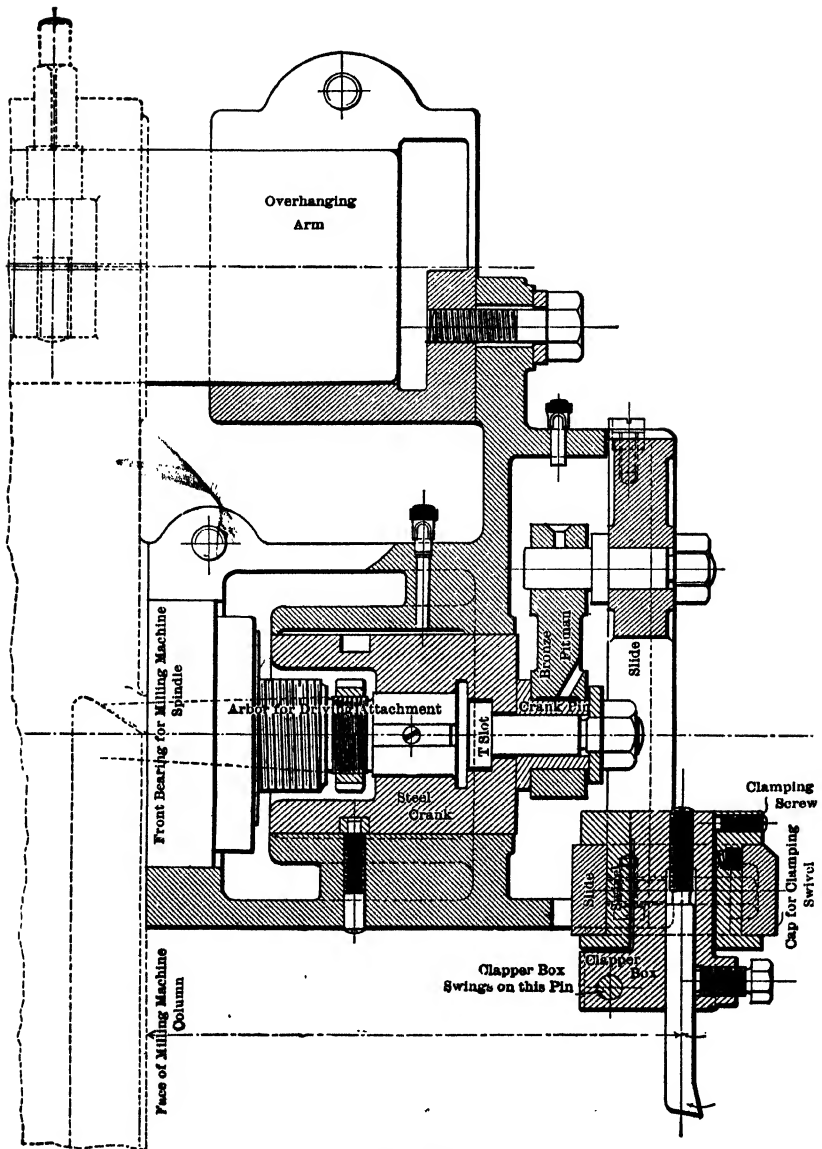 Overhanging
Arm
Front Bearing for Milling Machine
Spindle
Arbor for Driving Attachment
Bronze
Pitman
Slide
Crank Pin
T Slot
Steel
Crank
Clamping
Screw
Slide
Cap for Clamping
Swivel
Clapper
Box
Clapper Box
Swings on this Pin
Face of Milling Machine
Column